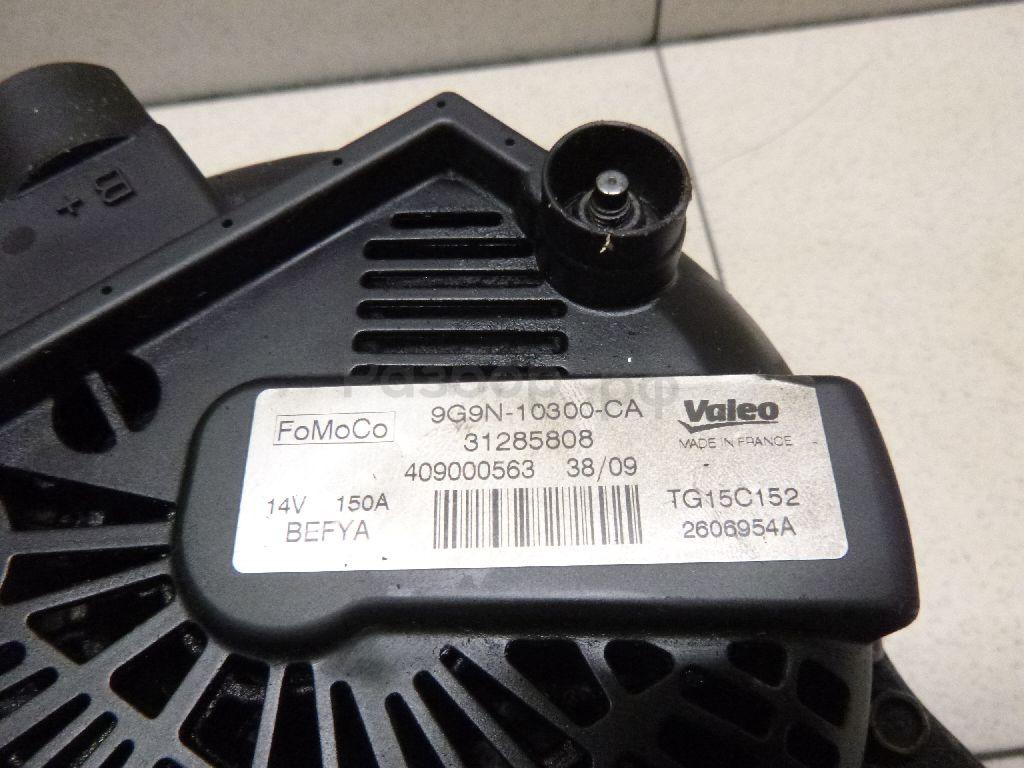 B
+
FoMoCo
9G9N-10300-CA
31285808
409000563 38/09
14V 150A
BEFYA
Valeo
MADE IN FRANCE
TG15C152
2606954A